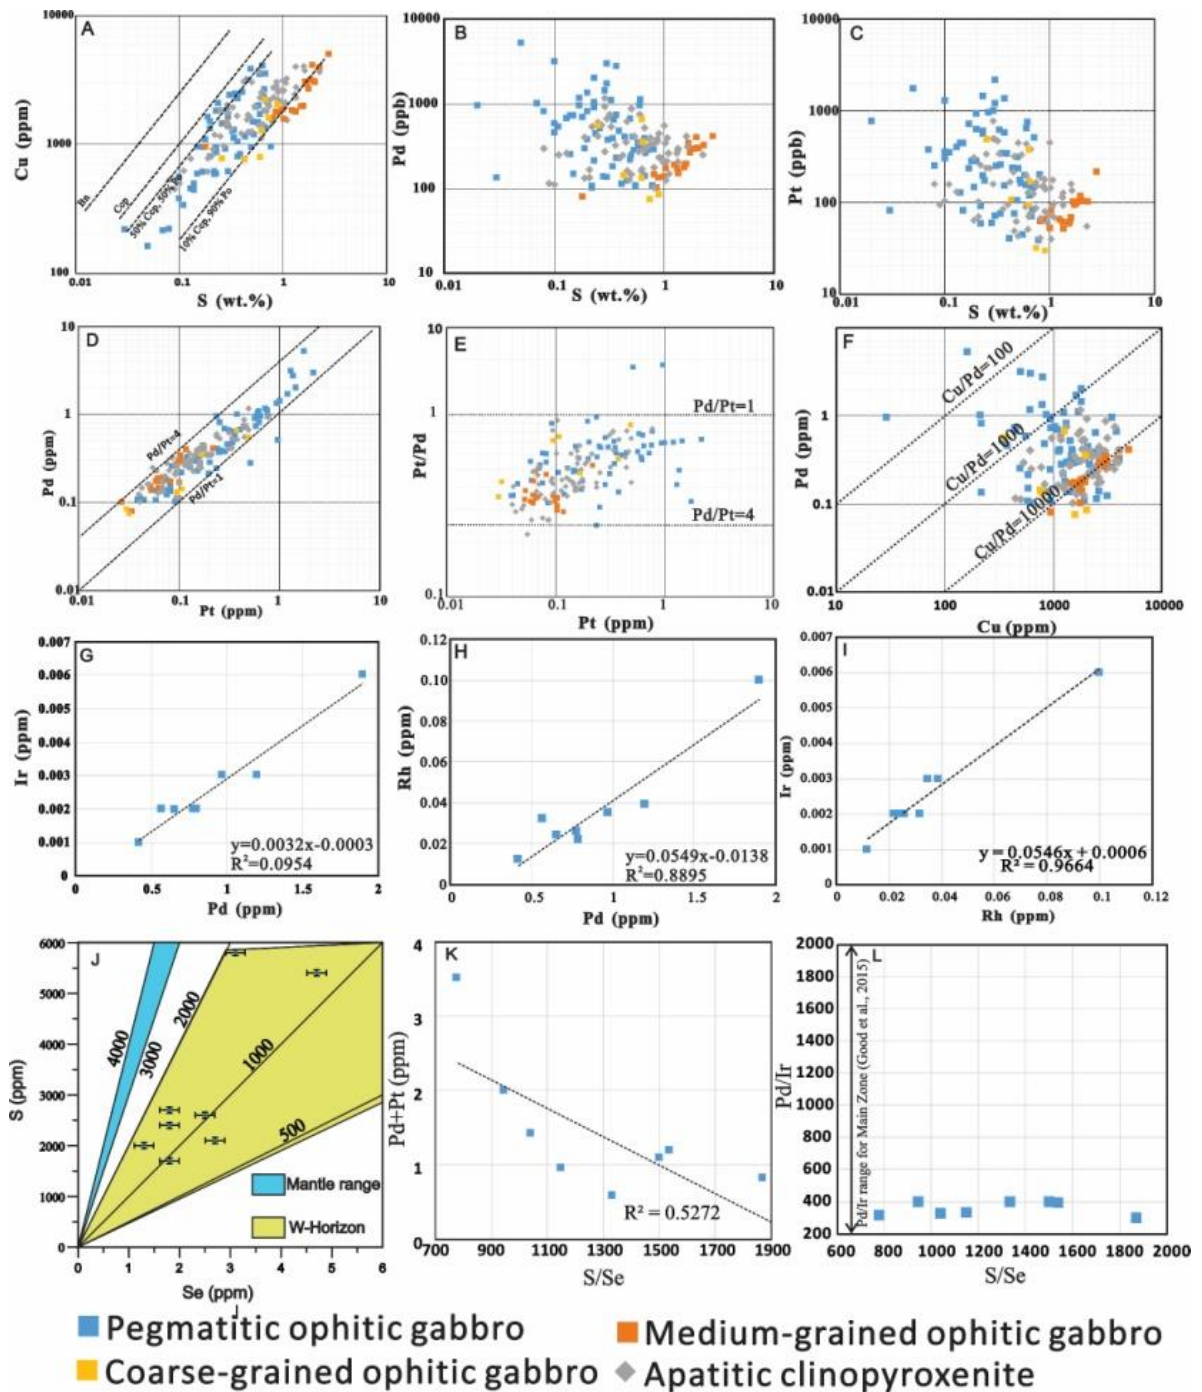 A
Cu (ppm)
10000
1000
100
Bn
Ccp
50% Ccp, 50% Po
10% Ccp, 90% Po
0.01
0.1
1
10
S (wt.%)
B
Pd (ppb)
10000
1000
100
10
0.01
0.1
1
10
S (wt.%)
C
Pt (ppb)
10000
1000
100
10
0.01
0.1
1
10
S (wt.%)
D
Pd (ppm)
10
1
0.1
0.01
Pd/Pt=4
Pd/Pt=1
0.01
0.1
1
10
Pt (ppm)
E
Pt/Pd
10
1
0.1
Pd/Pt=1
Pd/Pt=4
0.01
0.1
1
10
Pt (ppm)
F
Pd (ppm)
10
1
0.1
0.01
Cu/Pd=100
Cu/Pd=1000
Cu/Pd=10000
10
100
1000
10000
Cu (ppm)
G
Ir (ppm)
0.007
0.006
0.005
0.004
0.003
0.002
0.001
0
y=0.0032x-0.0003
R²=0.0954
0
0.5
1
1.5
2
Pd (ppm)
H
Rh (ppm)
0.12
0.10
0.08
0.06
0.04
0.02
0
y=0.0549x-0.0138
R²=0.8895
0
0.5
1
1.5
2
Pd (ppm)
I
Ir (ppm)
0.007
0.006
0.005
0.004
0.003
0.002
0.001
0
y = 0.0546x + 0.0006
R² = 0.9664
0
0.02
0.04
0.06
0.08
0.1
0.12
Rh (ppm)
J
S (ppm)
6000
5000
4000
3000
2000
1000
0
4000
3000
2000
1000
500
Mantle range
W-Horizon
0
1
2
3
4
5
6
Se (ppm)
J
K
Pd+Pt (ppm)
4
3
2
1
0
R² = 0.5272
700
900
1100
1300
1500
1700
1900
S/Se
L
Pd/Ir
2000
1800
1600
1400
1200
1000
800
600
400
200
Pd/Ir range for Main Zone (Good et al., 2015)
600
800
1000
1200
1400
1600
1800
2000
S/Se
Pegmatitic ophitic gabbro
Medium-grained ophitic gabbro
Coarse-grained ophitic gabbro
Apatitic clinopyroxenite